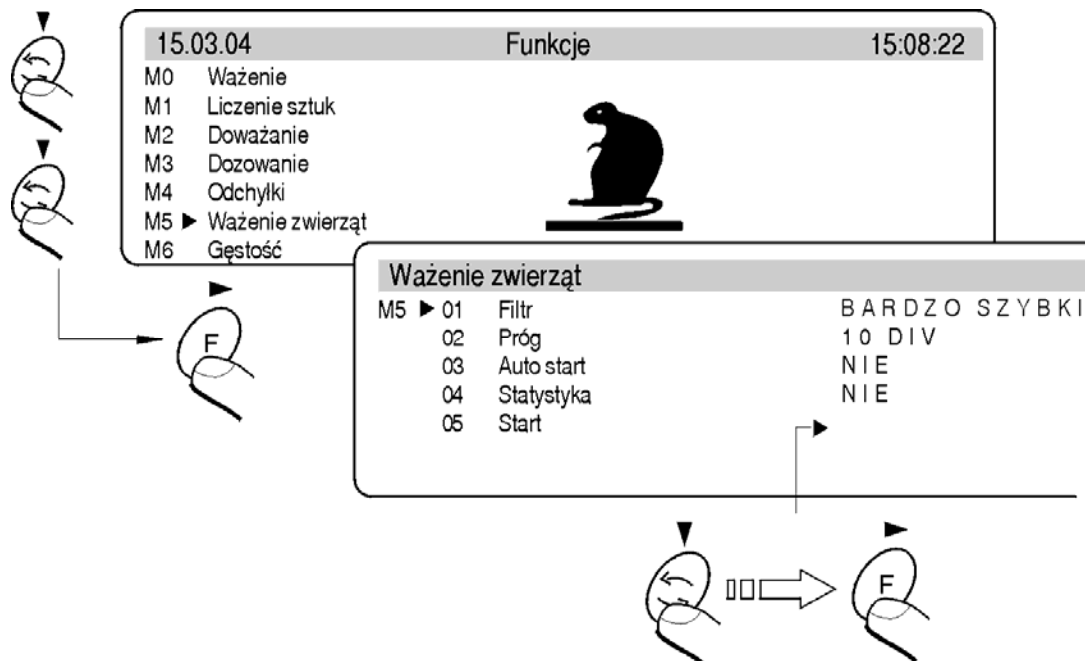 15.03.04 Funkcje 15:08:22
M0 Ważenie
M1 Liczenie sztuk
M2 Doważanie
M3 Dozowanie
M4 Odchyłki
M5 ► Ważenie zwierząt
M6 Gęstość
F
Ważenie zwierząt
M5 ► 01 Filtr BARDZO SZYBKI
02 Próg 10 DIV
03 Auto start NIE
04 Statystyka NIE
05 Start
F